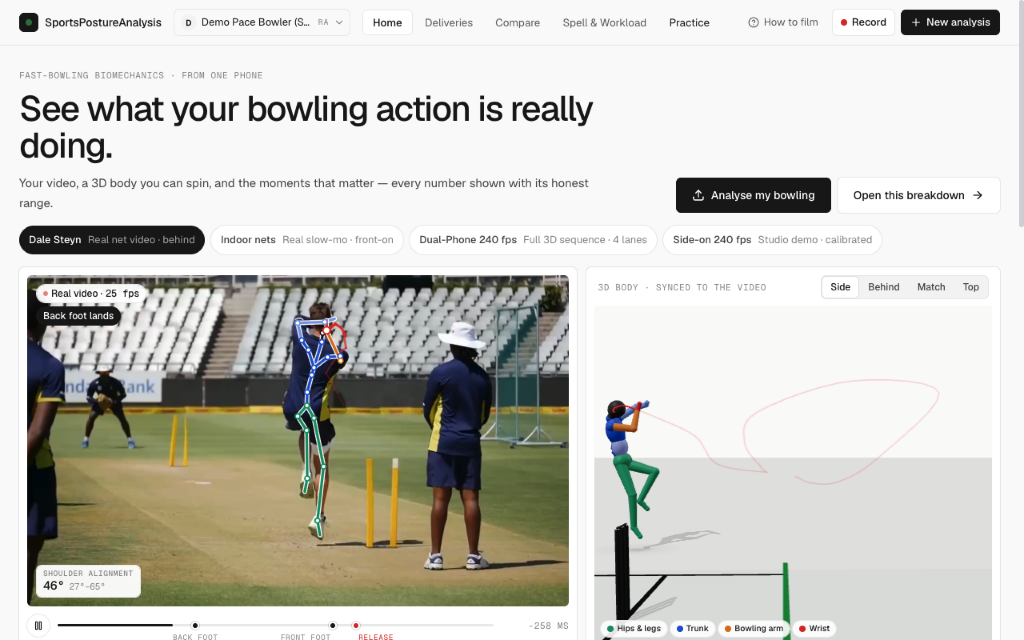 SportsPostureAnalysis
D Demo Pace Bowler (S... RA
Home
Deliveries
Compare
Spell & Workload
Practice
How to film
Record
New analysis
FAST-BOWLING BIOMECHANICS · FROM ONE PHONE
See what your bowling action is really
doing.
Your video, a 3D body you can spin, and the moments that matter — every number shown with its honest
range.
Analyse my bowling
Open this breakdown
Dale Steyn Real net video · behind
Indoor nets Real slow-mo · front-on
Dual-Phone 240 fps Full 3D sequence · 4 lanes
Side-on 240 fps Studio demo · calibrated
Real video · 25 fps
Back foot lands
SHOULDER ALIGNMENT
46° 27°–65°
-258 MS
BACK FOOT
FRONT FOOT
RELEASE
3D BODY · SYNCED TO THE VIDEO
Side
Behind
Match
Top
Hips & legs
Trunk
Bowling arm
Wrist